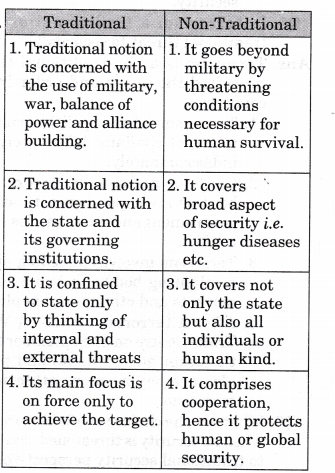 Traditional
Non-Traditional
1. Traditional notion
is concerned with
the use of military,
war, balance of
power and alliance
building.
1. It goes beyond
military by
threatening
conditions
necessary for
human survival.
2. Traditional notion
is concerned with
the state and
its governing
institutions.
2. It covers
broad aspect
of security i.e.
hunger diseases
etc.
3. It is confined
to state only
by thinking of
internal and
external threats
3. It covers not
only the state
but also all
individuals or
human kind.
4. Its main focus is
on force only to
achieve the target.
4. It comprises
cooperation,
hence it protects
human or global
security.